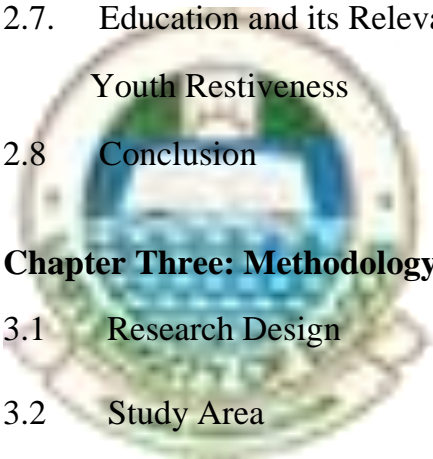 2.7. Education and its Releva
Youth Restiveness
2.8 Conclusion
Chapter Three: Methodology
3.1 Research Design
3.2 Study Area